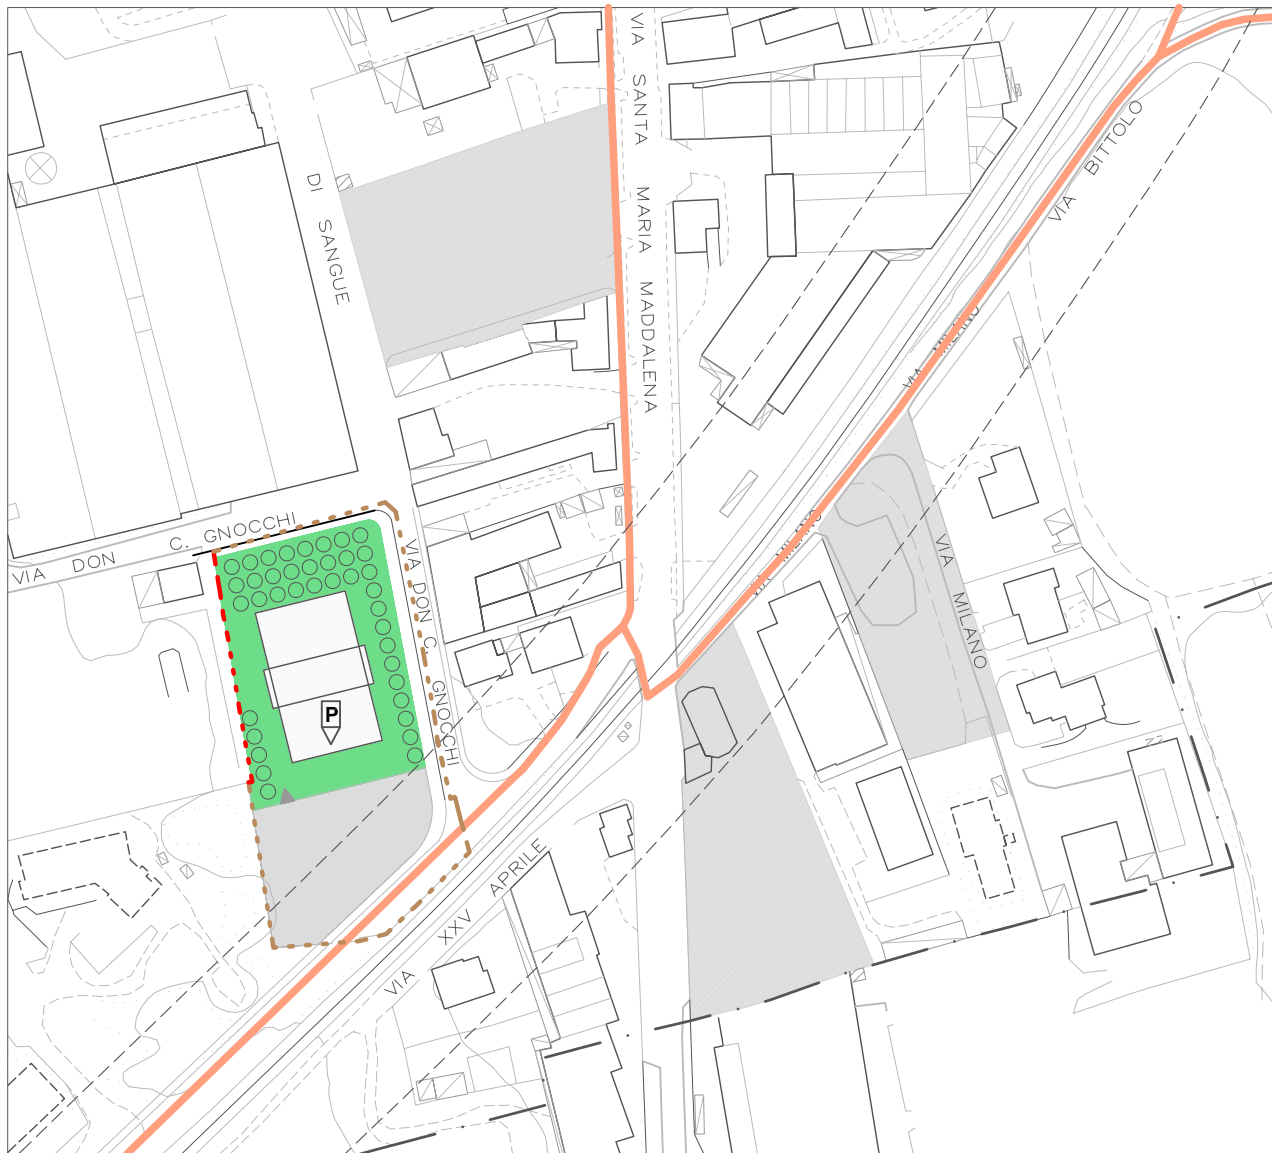 VIA SANTA MARIA MADDALENA
VIA BITTOLO
DI SANGUE
VIA MILANO
VIA MILANO
VIA MILANO
VIA DON C. GNOCCHI
VIA DON C. GNOCCHI
P
VIA XXV APRILE